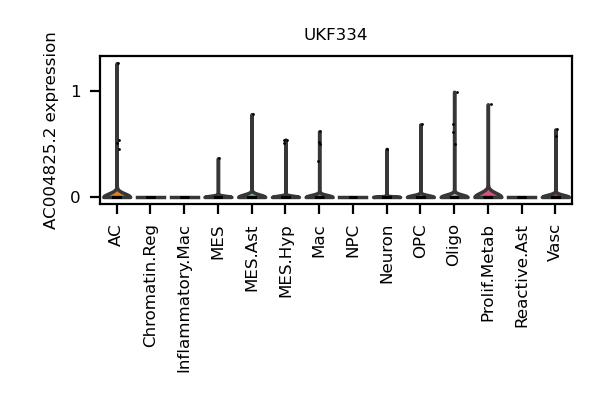 UKF334
AC004825.2 expression
1
0
AC
Chromatin.Reg
Inflammatory.Mac
MES
MES.Ast
MES.Hyp
Mac
NPC
Neuron
OPC
Oligo
Prolif.Metab
Reactive.Ast
Vasc